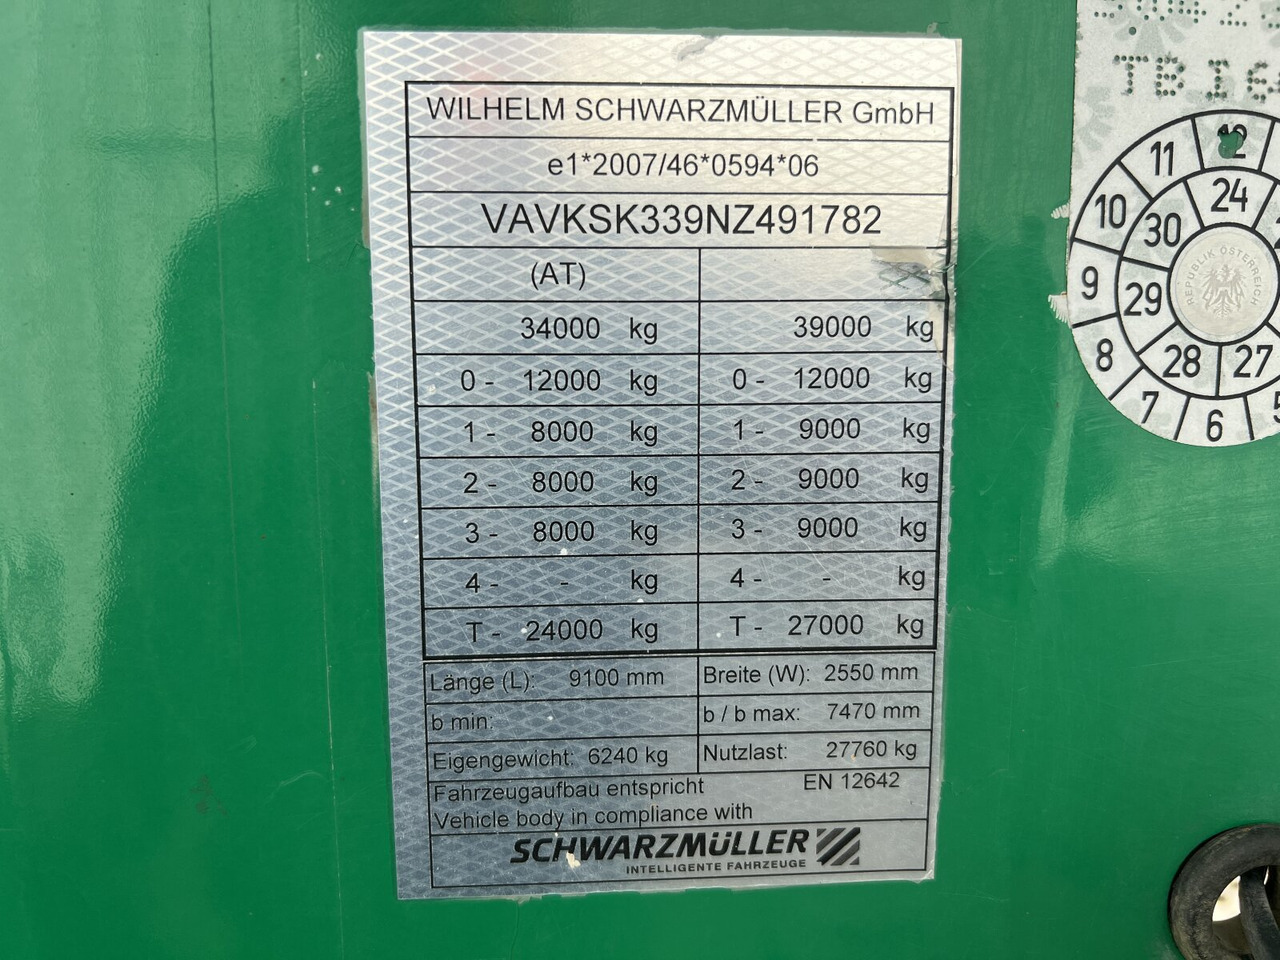 WILHELM SCHWARZMÜLLER GmbH
e1*2007/46*0594*06
VAVKSK339NZ491782
(AT)
34000 kg 39000 kg
0 - 12000 kg 0 - 12000 kg
1 - 8000 kg 1 - 9000 kg
2 - 8000 kg 2 - 9000 kg
3 - 8000 kg 3 - 9000 kg
4 - - kg 4 - - kg
T - 24000 kg T - 27000 kg
Länge (L): 9100 mm Breite (W): 2550 mm
b min: b / b max: 7470 mm
Eigengewicht: 6240 kg Nutzlast: 27760 kg
Fahrzeugaufbau entspricht EN 12642
Vehicle body in compliance with
SCHWARZMÜLLER
INTELLIGENTE FAHRZEUGE
TBI6
12
11
10
9
8
7
6
24
30
29
28
27
REPUBLIK ÖSTERREICH